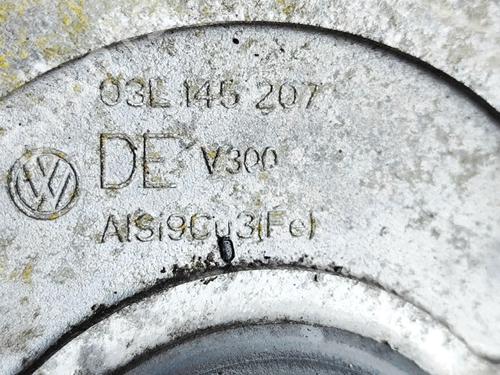 03L 145 207
DE V300
AlSi9Cu3(Fe)